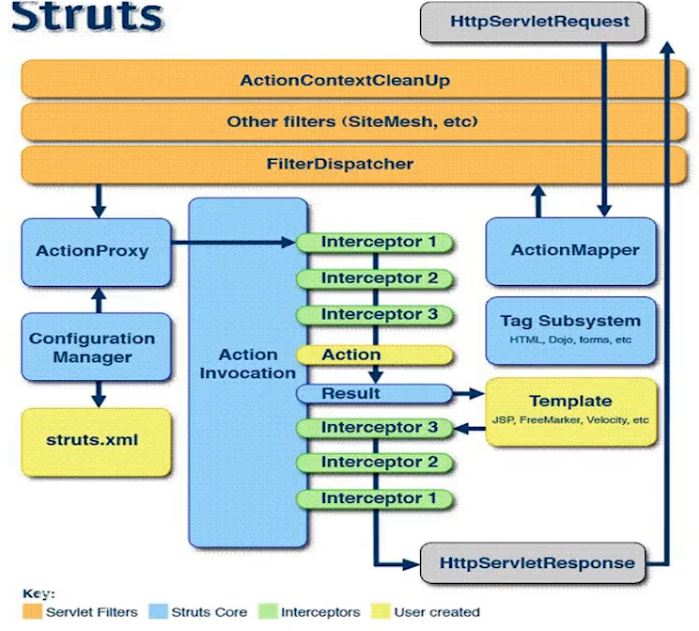 Struts
HttpServletRequest
ActionContextCleanUp
Other filters (SiteMesh, etc)
FilterDispatcher
ActionProxy
Interceptor 1
ActionMapper
Interceptor 2
Interceptor 3
Tag Subsystem
HTML, Dojo, forms, etc
Configuration
Manager
Action
Invocation
Action
Result
Template
JSP, FreeMarker, Velocity, etc
struts.xml
Interceptor 3
Interceptor 2
Interceptor 1
HttpServletResponse
Key:
Servlet Filters
Struts Core
Interceptors
User created